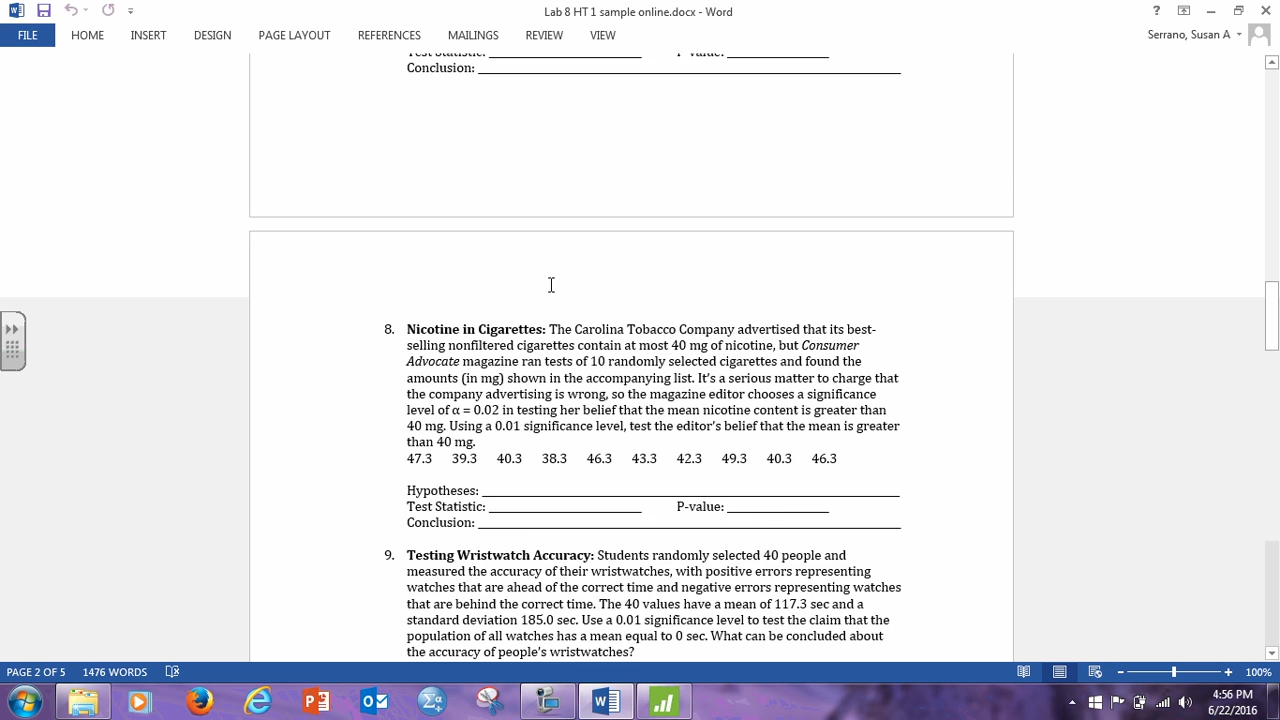 Lab 8 HT 1 sample online.docx - Word
FILE HOME INSERT DESIGN PAGE LAYOUT REFERENCES MAILINGS REVIEW VIEW Serrano, Susan A
Test Statistic: ____ P-value: ____
Conclusion: ____
8. Nicotine in Cigarettes: The Carolina Tobacco Company advertised that its best-
selling nonfiltered cigarettes contain at most 40 mg of nicotine, but Consumer
Advocate magazine ran tests of 10 randomly selected cigarettes and found the
amounts (in mg) shown in the accompanying list. It's a serious matter to charge that
the company advertising is wrong, so the magazine editor chooses a significance
level of α = 0.02 in testing her belief that the mean nicotine content is greater than
40 mg. Using a 0.01 significance level, test the editor's belief that the mean is greater
than 40 mg.
47.3 39.3 40.3 38.3 46.3 43.3 42.3 49.3 40.3 46.3
Hypotheses: ____
Test Statistic: ____ P-value: ____
Conclusion: ____
9. Testing Wristwatch Accuracy: Students randomly selected 40 people and
measured the accuracy of their wristwatches, with positive errors representing
watches that are ahead of the correct time and negative errors representing watches
that are behind the correct time. The 40 values have a mean of 117.3 sec and a
standard deviation 185.0 sec. Use a 0.01 significance level to test the claim that the
population of all watches has a mean equal to 0 sec. What can be concluded about
the accuracy of people's wristwatches?
PAGE 2 OF 5 1476 WORDS 100%
4:56 PM
6/22/2016